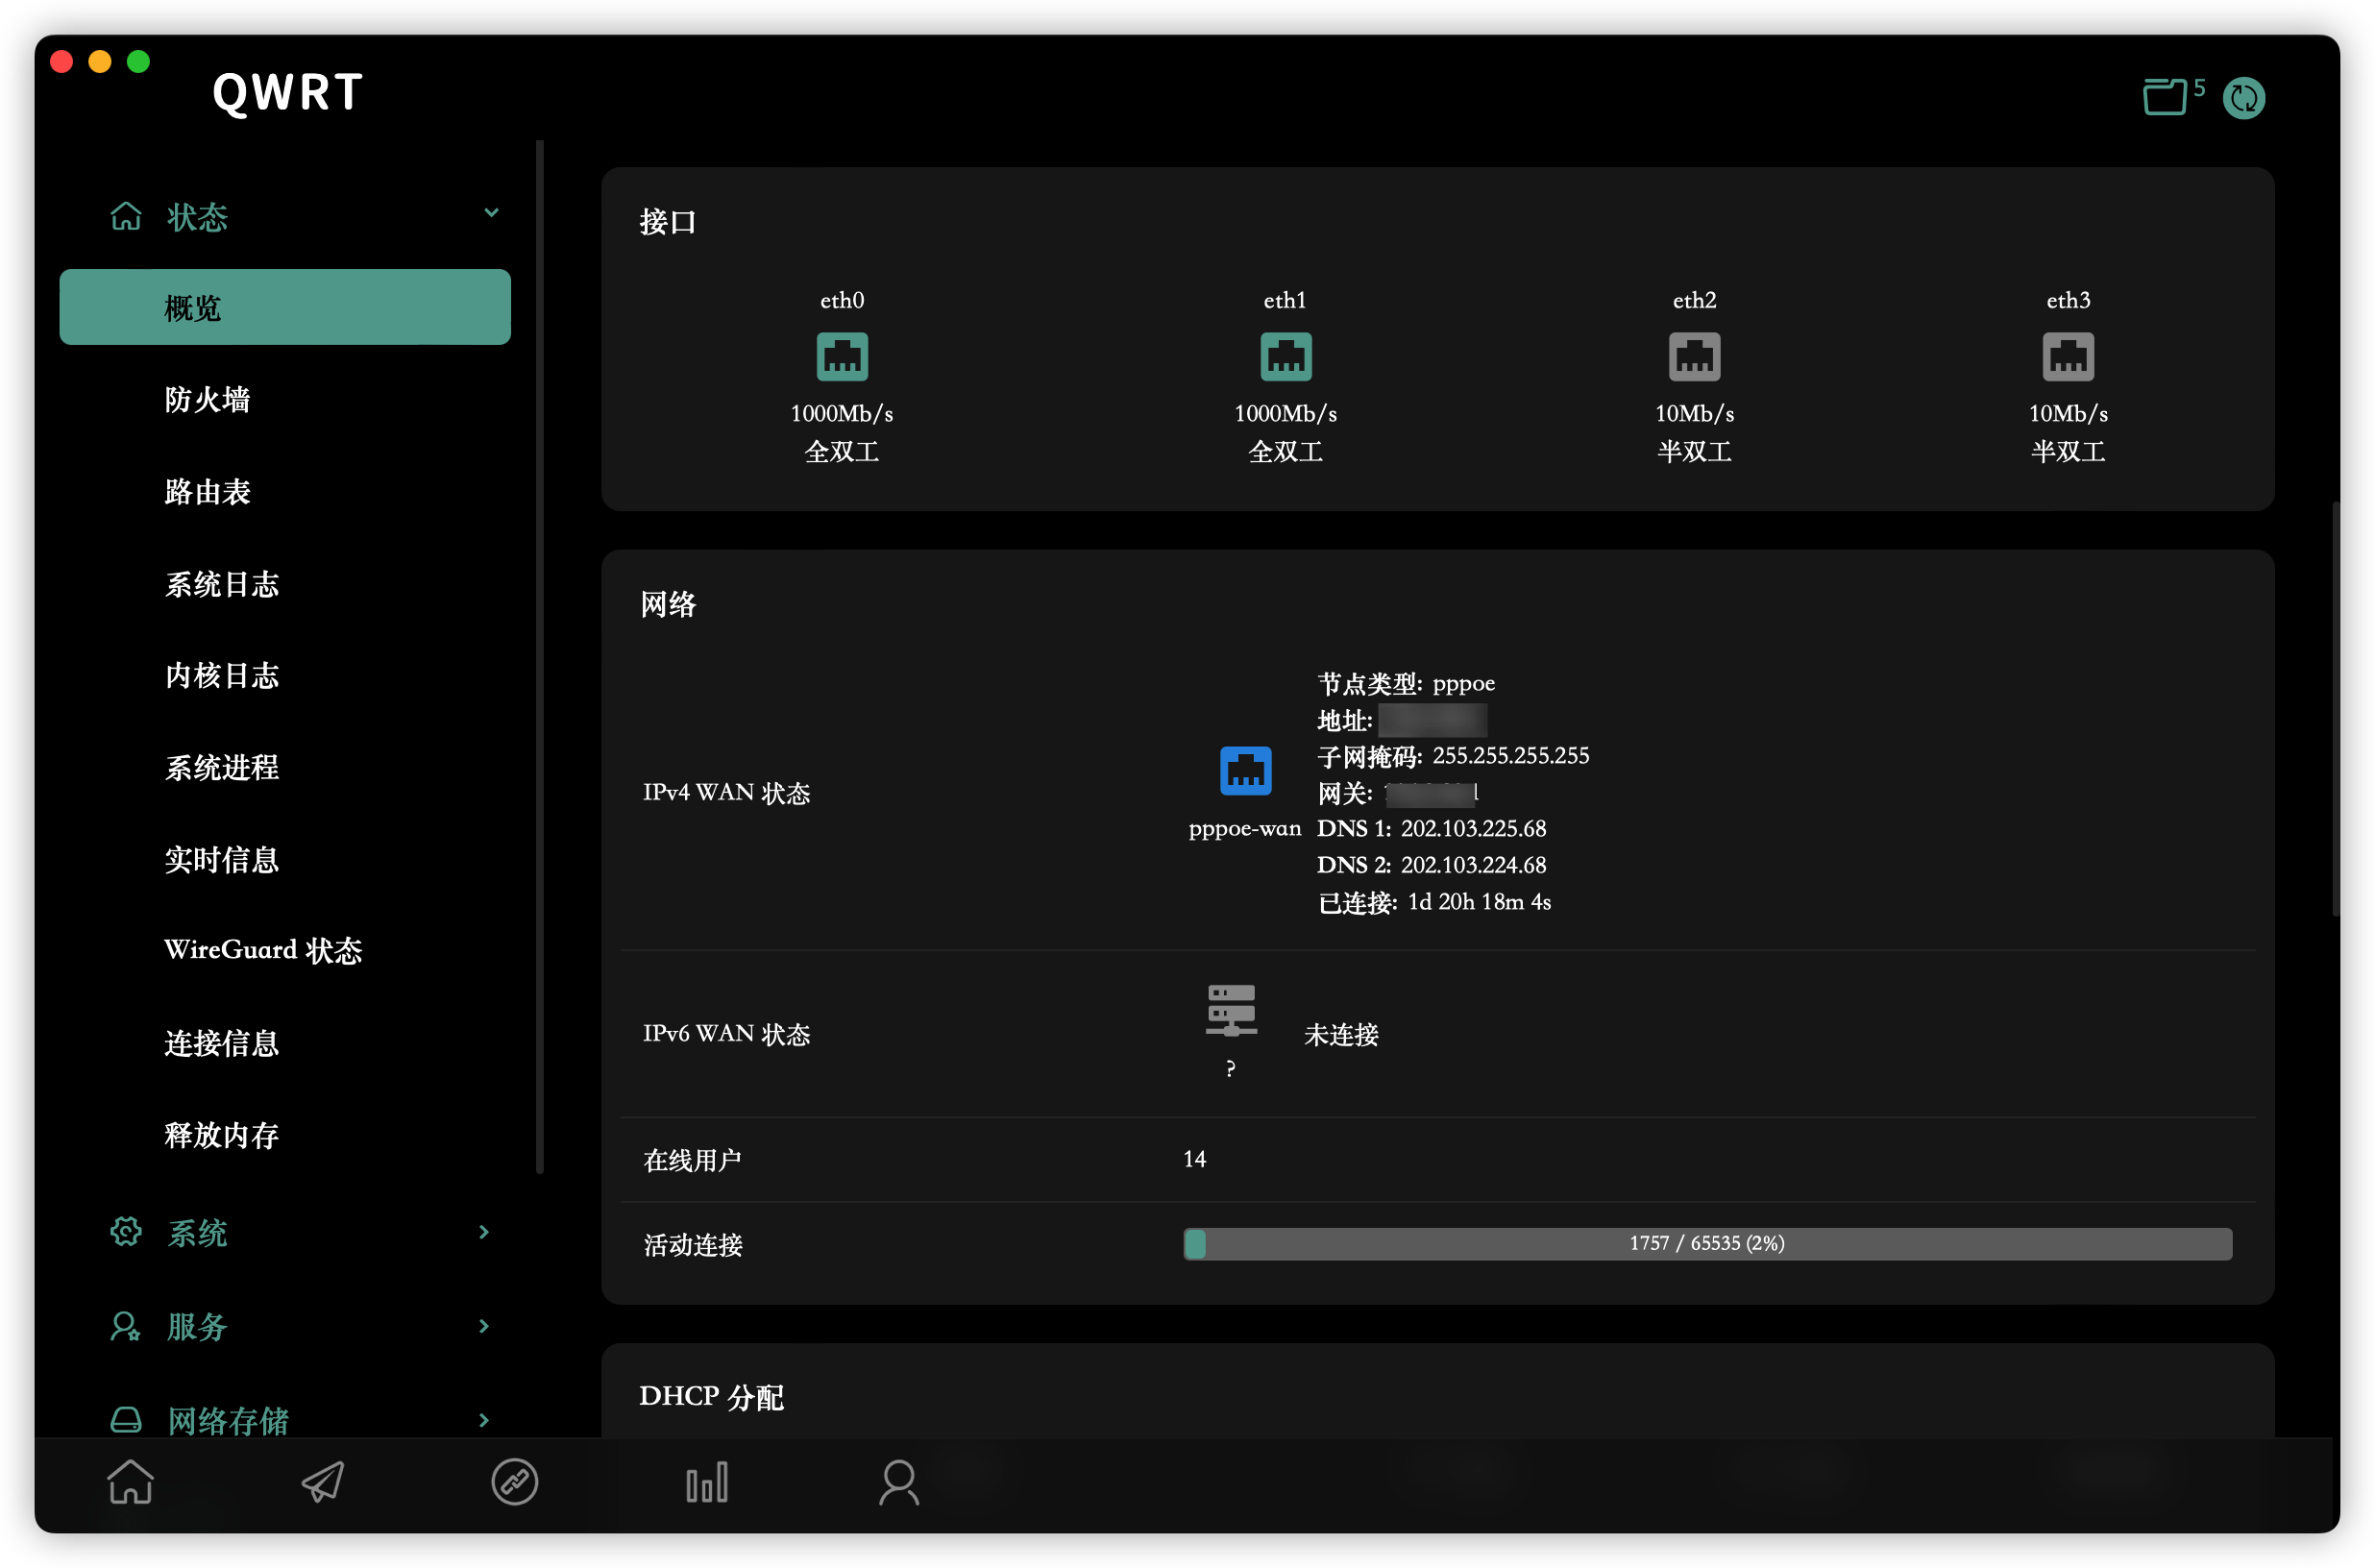 QWRT
5
状态
概览
防火墙
路由表
系统日志
内核日志
系统进程
实时信息
WireGuard 状态
连接信息
释放内存
系统
服务
网络存储
接口
eth0
1000Mb/s
全双工
eth1
1000Mb/s
全双工
eth2
10Mb/s
半双工
eth3
10Mb/s
半双工
网络
IPv4 WAN 状态
pppoe-wan
节点类型: pppoe
地址:
子网掩码: 255.255.255.255
网关:
DNS 1: 202.103.225.68
DNS 2: 202.103.224.68
已连接: 1d 20h 18m 4s
IPv6 WAN 状态
?
未连接
在线用户
14
活动连接
1757 / 65535 (2%)
DHCP 分配